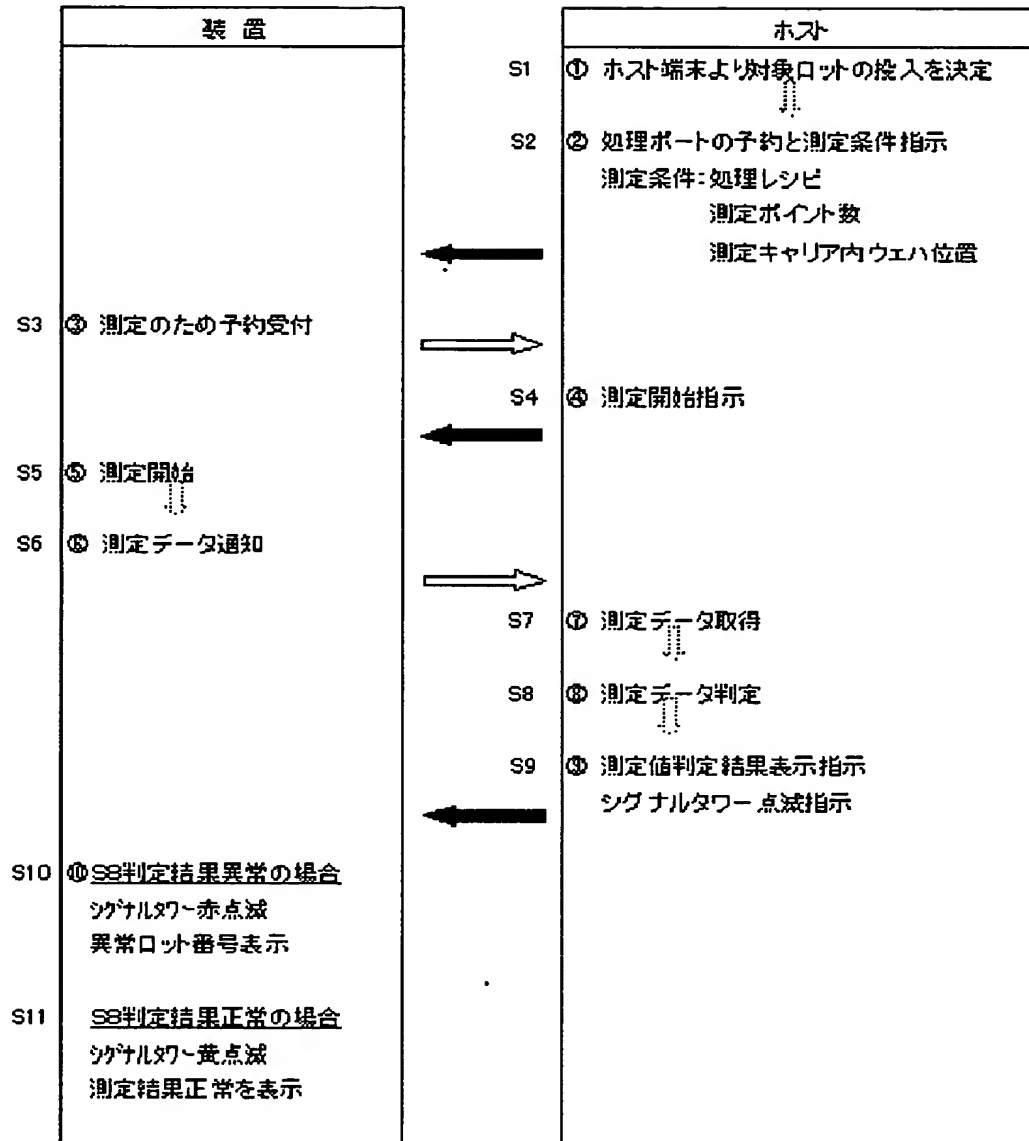 装置
ホスト
S1 ① ホスト端末より対象ロットの投入を決定
S2 ② 処理ポートの予約と測定条件指示
測定条件:処理レシピ
測定ポイント数
測定キャリア内ウェハ位置
S3 ③ 測定のため予約受付
S4 ④ 測定開始指示
S5 ⑤ 測定開始
S6 ⑥ 測定データ通知
S7 ⑦ 測定データ取得
S8 ⑧ 測定データ判定
S9 ⑨ 測定値判定結果表示指示
シグナルタワー点滅指示
S10 ⑩ S8判定結果異常の場合
シグナルタワー赤点滅
異常ロット番号表示
S11 S8判定結果正常の場合
シグナルタワー黄点滅
測定結果正常を表示